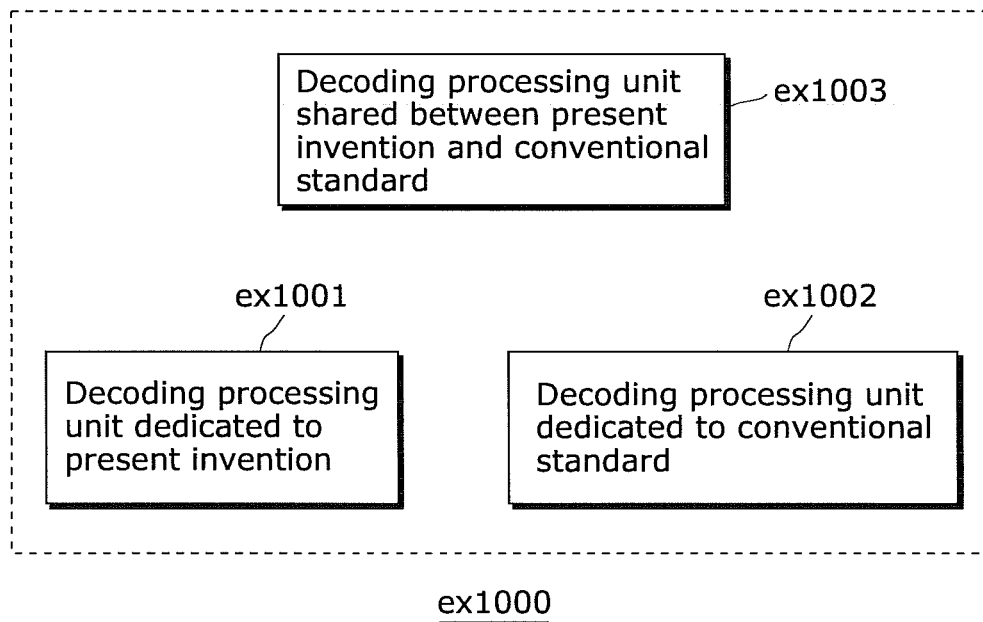 Decoding processing unit
shared between present
invention and conventional
standard
ex1003
ex1001
ex1002
Decoding processing
unit dedicated to
present invention
Decoding processing unit
dedicated to conventional
standard
ex1000